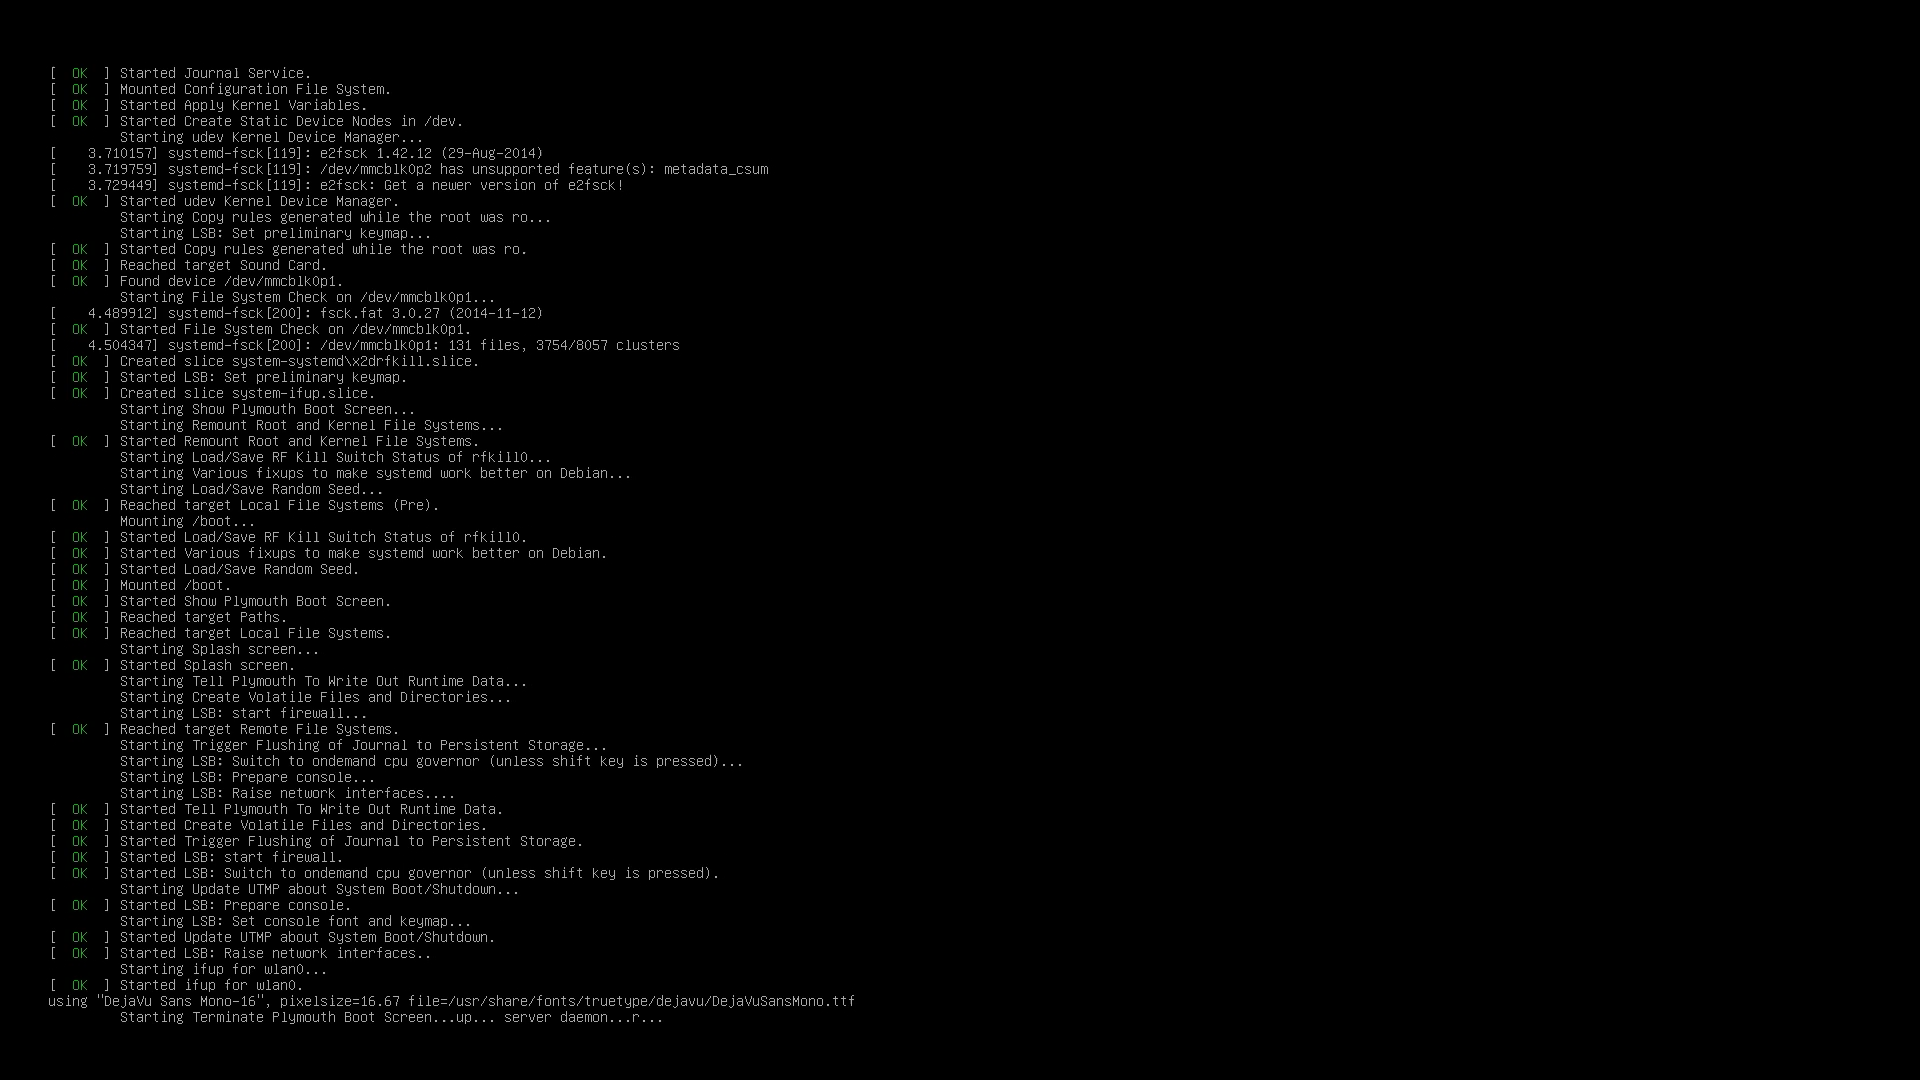 [  OK  ] Started Journal Service.
[  OK  ] Mounted Configuration File System.
[  OK  ] Started Apply Kernel Variables.
[  OK  ] Started Create Static Device Nodes in /dev.
         Starting udev Kernel Device Manager...
[    3.710157] systemd-fsck[119]: e2fsck 1.42.12 (29-Aug-2014)
[    3.719759] systemd-fsck[119]: /dev/mmcblk0p2 has unsupported feature(s): metadata_csum
[    3.729449] systemd-fsck[119]: e2fsck: Get a newer version of e2fsck!
[  OK  ] Started udev Kernel Device Manager.
         Starting Copy rules generated while the root was ro...
         Starting LSB: Set preliminary keymap...
[  OK  ] Started Copy rules generated while the root was ro.
[  OK  ] Reached target Sound Card.
[  OK  ] Found device /dev/mmcblk0p1.
         Starting File System Check on /dev/mmcblk0p1...
[    4.489912] systemd-fsck[200]: fsck.fat 3.0.27 (2014-11-12)
[  OK  ] Started File System Check on /dev/mmcblk0p1.
[    4.504347] systemd-fsck[200]: /dev/mmcblk0p1: 131 files, 3754/8057 clusters
[  OK  ] Created slice system-systemd\x2drfkill.slice.
[  OK  ] Started LSB: Set preliminary keymap.
[  OK  ] Created slice system-ifup.slice.
         Starting Show Plymouth Boot Screen...
         Starting Remount Root and Kernel File Systems...
[  OK  ] Started Remount Root and Kernel File Systems.
         Starting Load/Save RF Kill Switch Status of rfkill0...
         Starting Various fixups to make systemd work better on Debian...
         Starting Load/Save Random Seed...
[  OK  ] Reached target Local File Systems (Pre).
         Mounting /boot...
[  OK  ] Started Load/Save RF Kill Switch Status of rfkill0.
[  OK  ] Started Various fixups to make systemd work better on Debian.
[  OK  ] Started Load/Save Random Seed.
[  OK  ] Mounted /boot.
[  OK  ] Started Show Plymouth Boot Screen.
[  OK  ] Reached target Paths.
[  OK  ] Reached target Local File Systems.
         Starting Splash screen...
[  OK  ] Started Splash screen.
         Starting Tell Plymouth To Write Out Runtime Data...
         Starting Create Volatile Files and Directories...
         Starting LSB: start firewall...
[  OK  ] Reached target Remote File Systems.
         Starting Trigger Flushing of Journal to Persistent Storage...
         Starting LSB: Switch to ondemand cpu governor (unless shift key is pressed)...
         Starting LSB: Prepare console...
         Starting LSB: Raise network interfaces....
[  OK  ] Started Tell Plymouth To Write Out Runtime Data.
[  OK  ] Started Create Volatile Files and Directories.
[  OK  ] Started Trigger Flushing of Journal to Persistent Storage.
[  OK  ] Started LSB: start firewall.
[  OK  ] Started LSB: Switch to ondemand cpu governor (unless shift key is pressed).
         Starting Update UTMP about System Boot/Shutdown...
[  OK  ] Started LSB: Prepare console.
         Starting LSB: Set console font and keymap...
[  OK  ] Started Update UTMP about System Boot/Shutdown.
[  OK  ] Started LSB: Raise network interfaces..
         Starting ifup for wlan0...
[  OK  ] Started ifup for wlan0.
using "DejaVu Sans Mono-16", pixelsize=16.67 file=/usr/share/fonts/truetype/dejavu/DejaVuSansMono.ttf
         Starting Terminate Plymouth Boot Screen...up... server daemon...r...